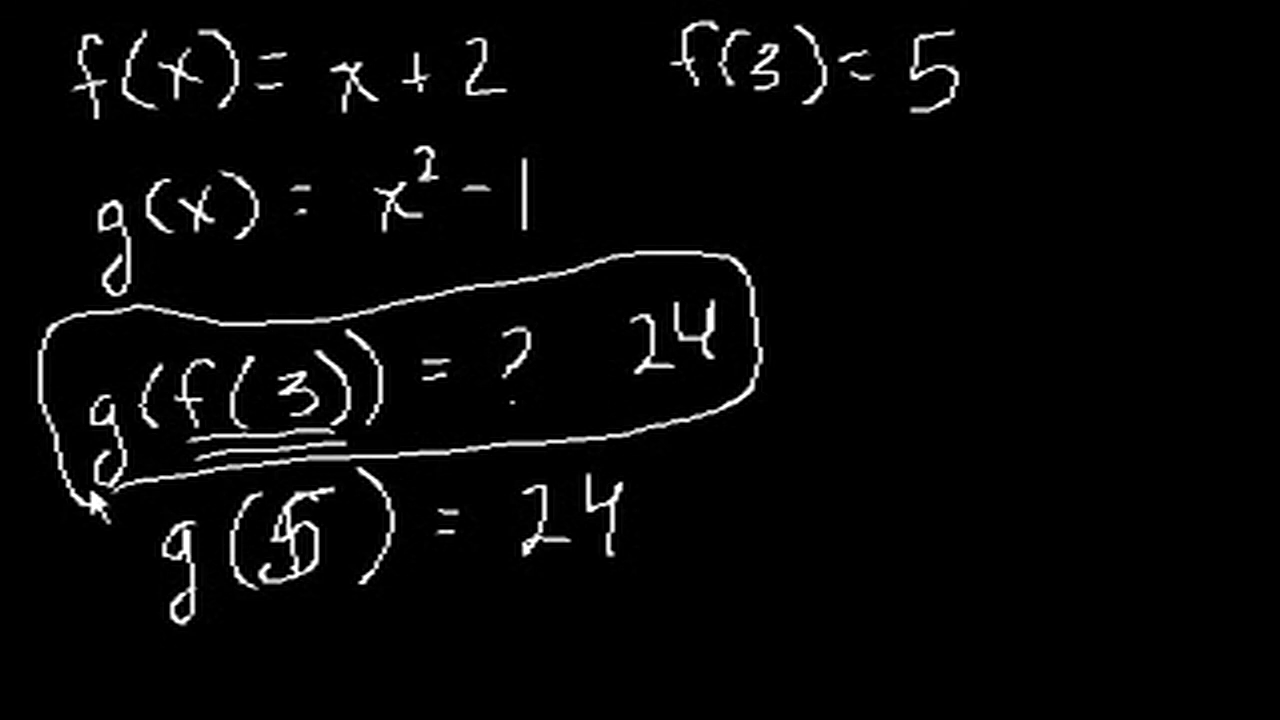 f(x) = x + 2 f(3) = 5
g(x) = x² - 1
g(f(3)) = ? 24
g(5) = 24